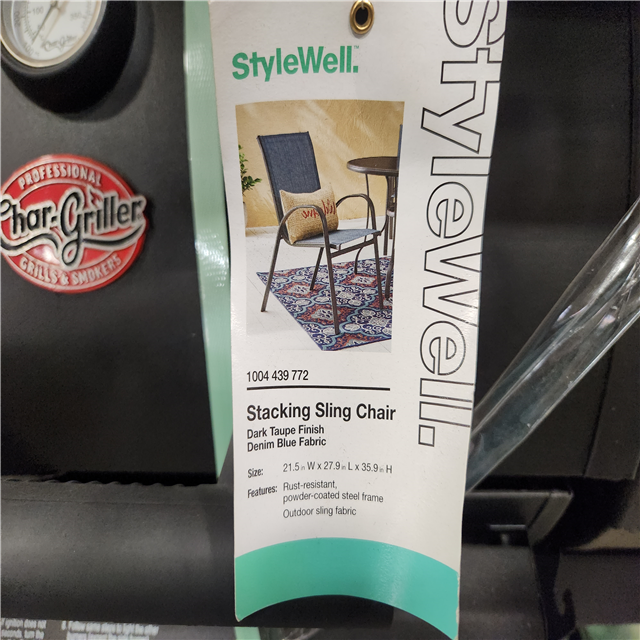 PROFESSIONAL
Char-Griller
GRILLS & SMOKERS
StyleWell.™
StyleWell.
1004 439 772
Stacking Sling Chair
Dark Taupe Finish
Denim Blue Fabric
Size: 21.5 in W x 27.9 in L x 35.9 in H
Features: Rust-resistant,
powder-coated steel frame
Outdoor sling fabric